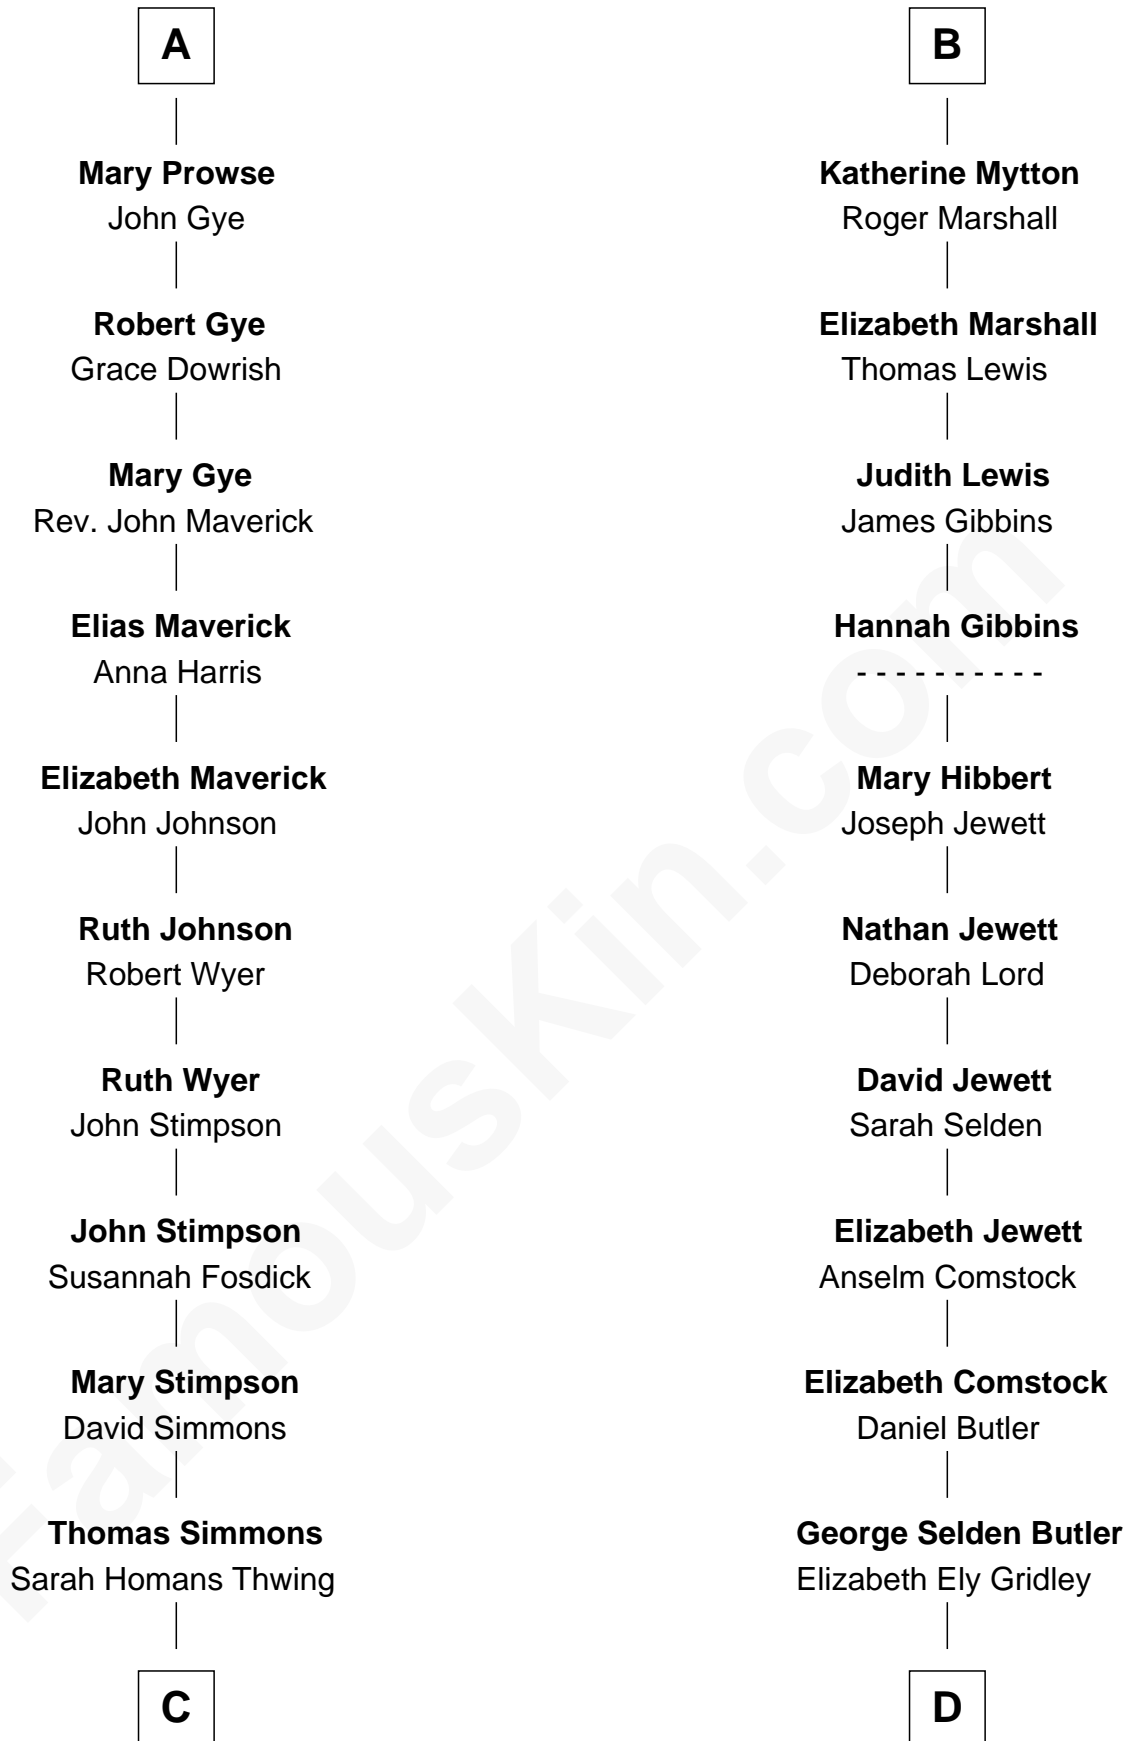 A
Mary Prowse
John Gye
Robert Gye
Grace Dowrish
Mary Gye
Rev. John Maverick
Elias Maverick
Anna Harris
Elizabeth Maverick
John Johnson
Ruth Johnson
Robert Wyer
Ruth Wyer
John Stimpson
John Stimpson
Susannah Fosdick
Mary Stimpson
David Simmons
Thomas Simmons
Sarah Homans Thwing
C
B
Katherine Mytton
Roger Marshall
Elizabeth Marshall
Thomas Lewis
Judith Lewis
James Gibbins
Hannah Gibbins
- - - - - - - - - -
Mary Hibbert
Joseph Jewett
Nathan Jewett
Deborah Lord
David Jewett
Sarah Selden
Elizabeth Jewett
Anselm Comstock
Elizabeth Comstock
Daniel Butler
George Selden Butler
Elizabeth Ely Gridley
D
FamousKin.com